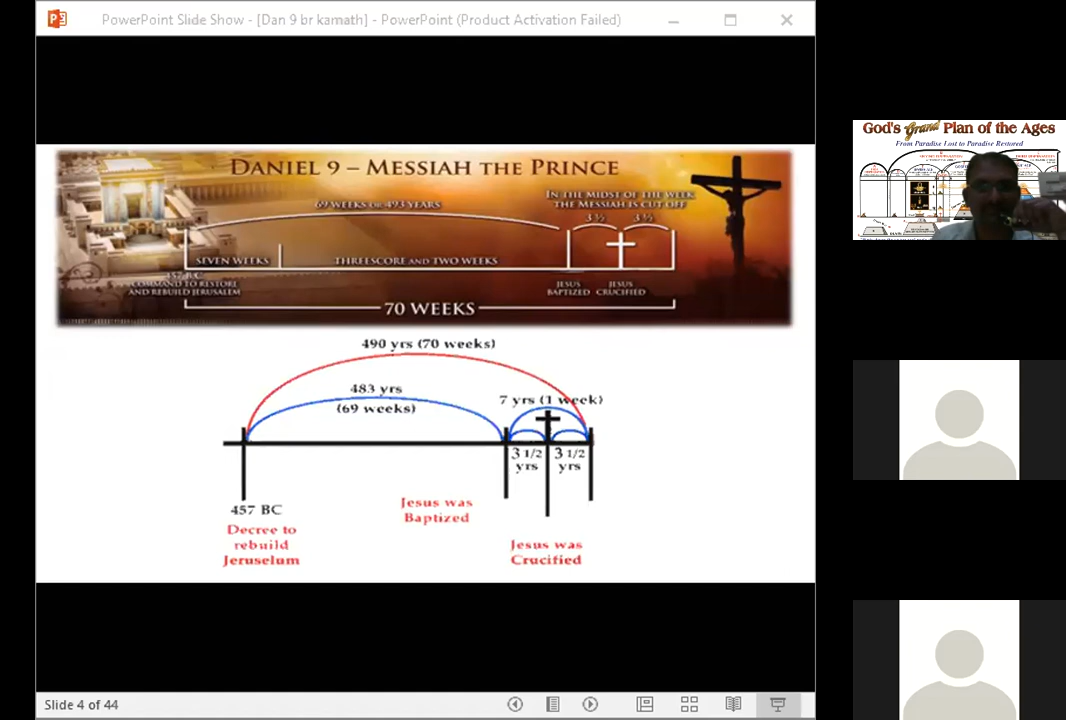 PowerPoint Slide Show - [Dan 9 br kamath] - PowerPoint (Product Activation Failed)
God's Grand Plan of the Ages
From Paradise Lost to Paradise Restored
DANIEL 9 – MESSIAH THE PRINCE
69 WEEKS OR 493 YEARS
IN THE MIDST OF THE WEEK
THE MESSIAH IS CUT OFF
3 ½ 3 ½
SEVEN WEEKS THREESCORE AND TWO WEEKS
457 B.C.
COMMAND TO RESTORE
AND REBUILD JERUSALEM
JESUS
BAPTIZED
JESUS
CRUCIFIED
70 WEEKS
490 yrs (70 weeks)
483 yrs
(69 weeks)
7 yrs (1 week)
3 1/2
yrs
3 1/2
yrs
457 BC
Decree to
rebuild
Jeruselum
Jesus was
Baptized
Jesus was
Crucified
Slide 4 of 44